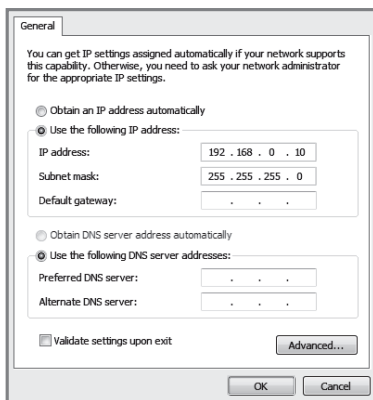 General
You can get IP settings assigned automatically if your network supports
this capability. Otherwise, you need to ask your network administrator
for the appropriate IP settings.
Obtain an IP address automatically
Use the following IP address:
IP address: 192 . 168 . 0 . 10
Subnet mask: 255 . 255 . 255 . 0
Default gateway: . . .
Obtain DNS server address automatically
Use the following DNS server addresses:
Preferred DNS server: . . .
Alternate DNS server: . . .
Validate settings upon exit
Advanced...
OK Cancel